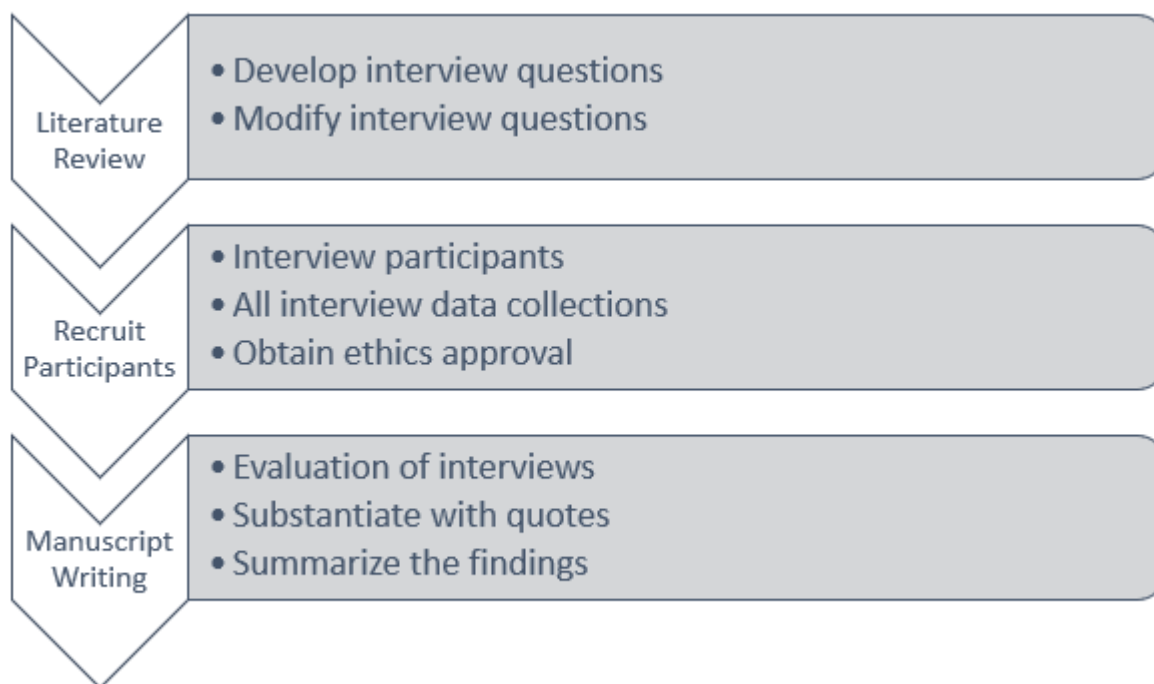 Literature
Review
• Develop interview questions
• Modify interview questions
Recruit
Participants
• Interview participants
• All interview data collections
• Obtain ethics approval
Manuscript
Writing
• Evaluation of interviews
• Substantiate with quotes
• Summarize the findings